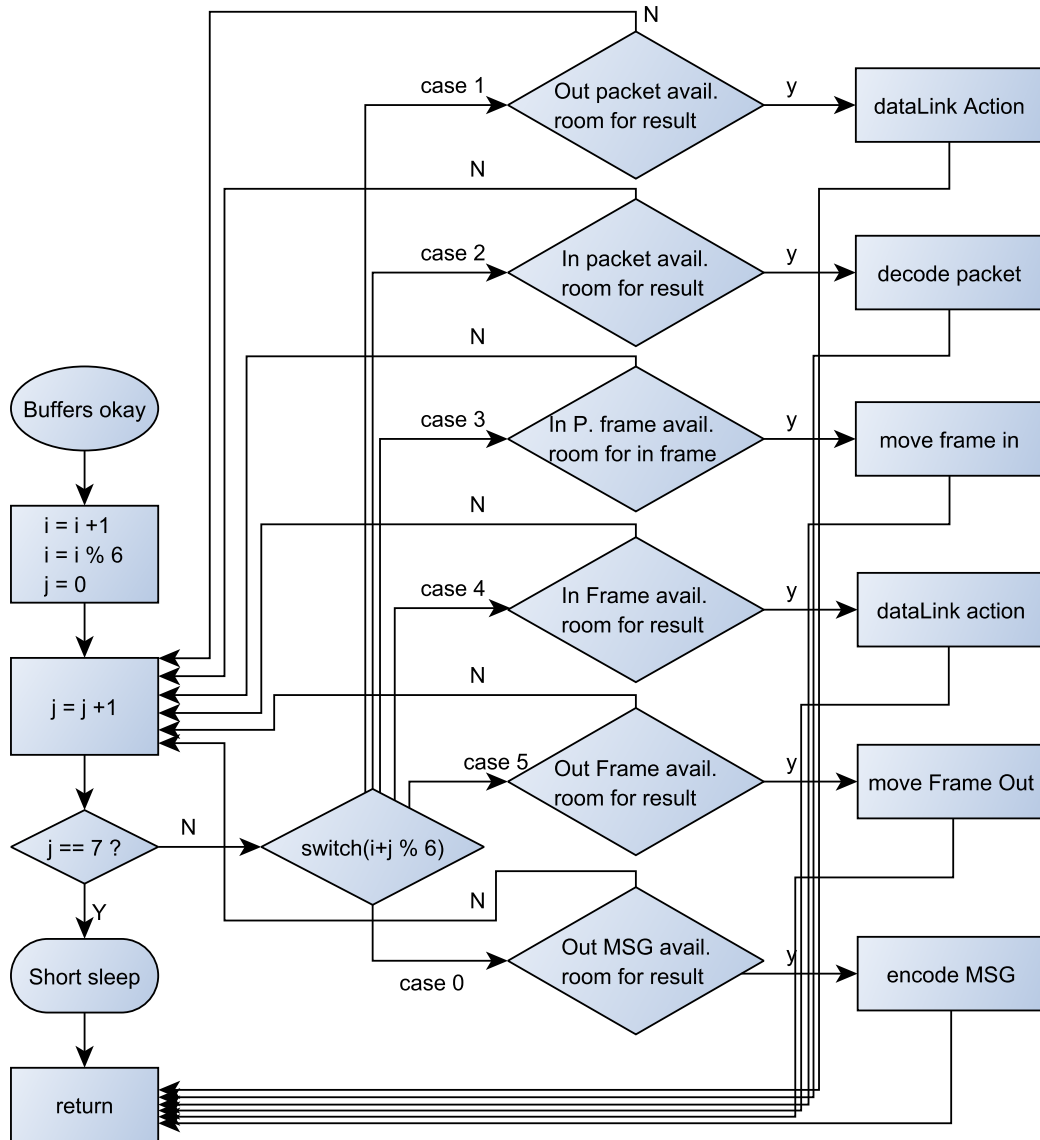 N
case 1
Out packet avail.
room for result
y
dataLink Action
N
case 2
In packet avail.
room for result
y
decode packet
N
case 3
In P. frame avail.
room for in frame
y
move frame in
Buffers okay
i = i +1
i = i % 6
j = 0
N
case 4
In Frame avail.
room for result
y
dataLink action
j = j +1
N
case 5
Out Frame avail.
room for result
y
move Frame Out
j == 7 ?
N
switch(i+j % 6)
Y
N
case 0
Out MSG avail.
room for result
y
encode MSG
Short sleep
return